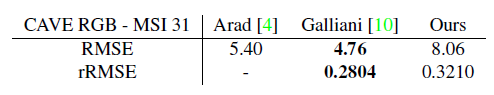 CAVE RGB - MSI 31 Arad [4] Galliani [10] Ours
RMSE 5.40 4.76 8.06
rRMSE - 0.2804 0.3210